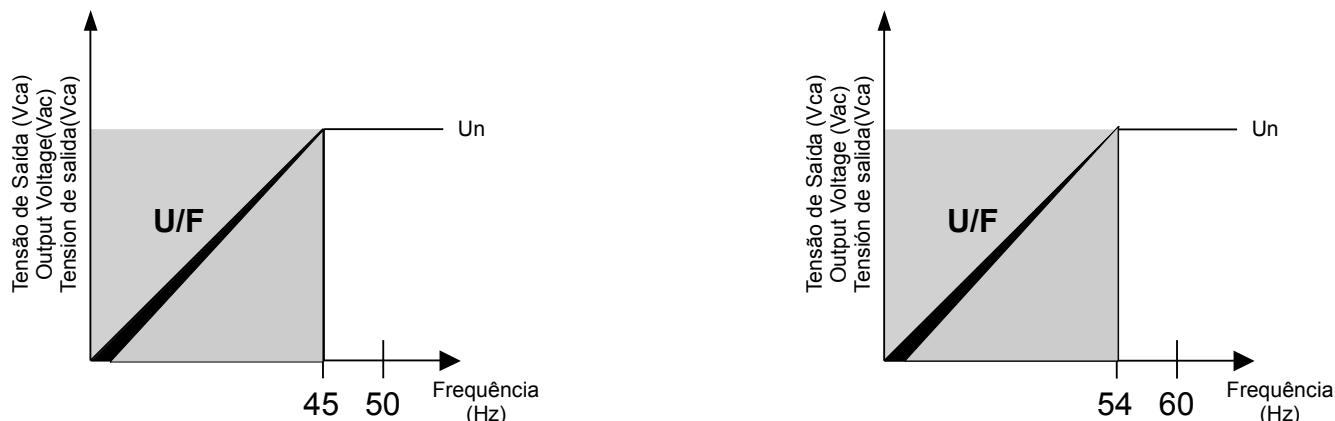 Tensão de Saída (Vca)
Output Voltage(Vac)
Tension de salida(Vca)
U/F
Un
45
50
Frequência
(Hz)
Tensão de Saída (Vca)
Output Voltage (Vac)
Tensión de salida(Vca)
U/F
Un
54
60
Frequência
(Hz)